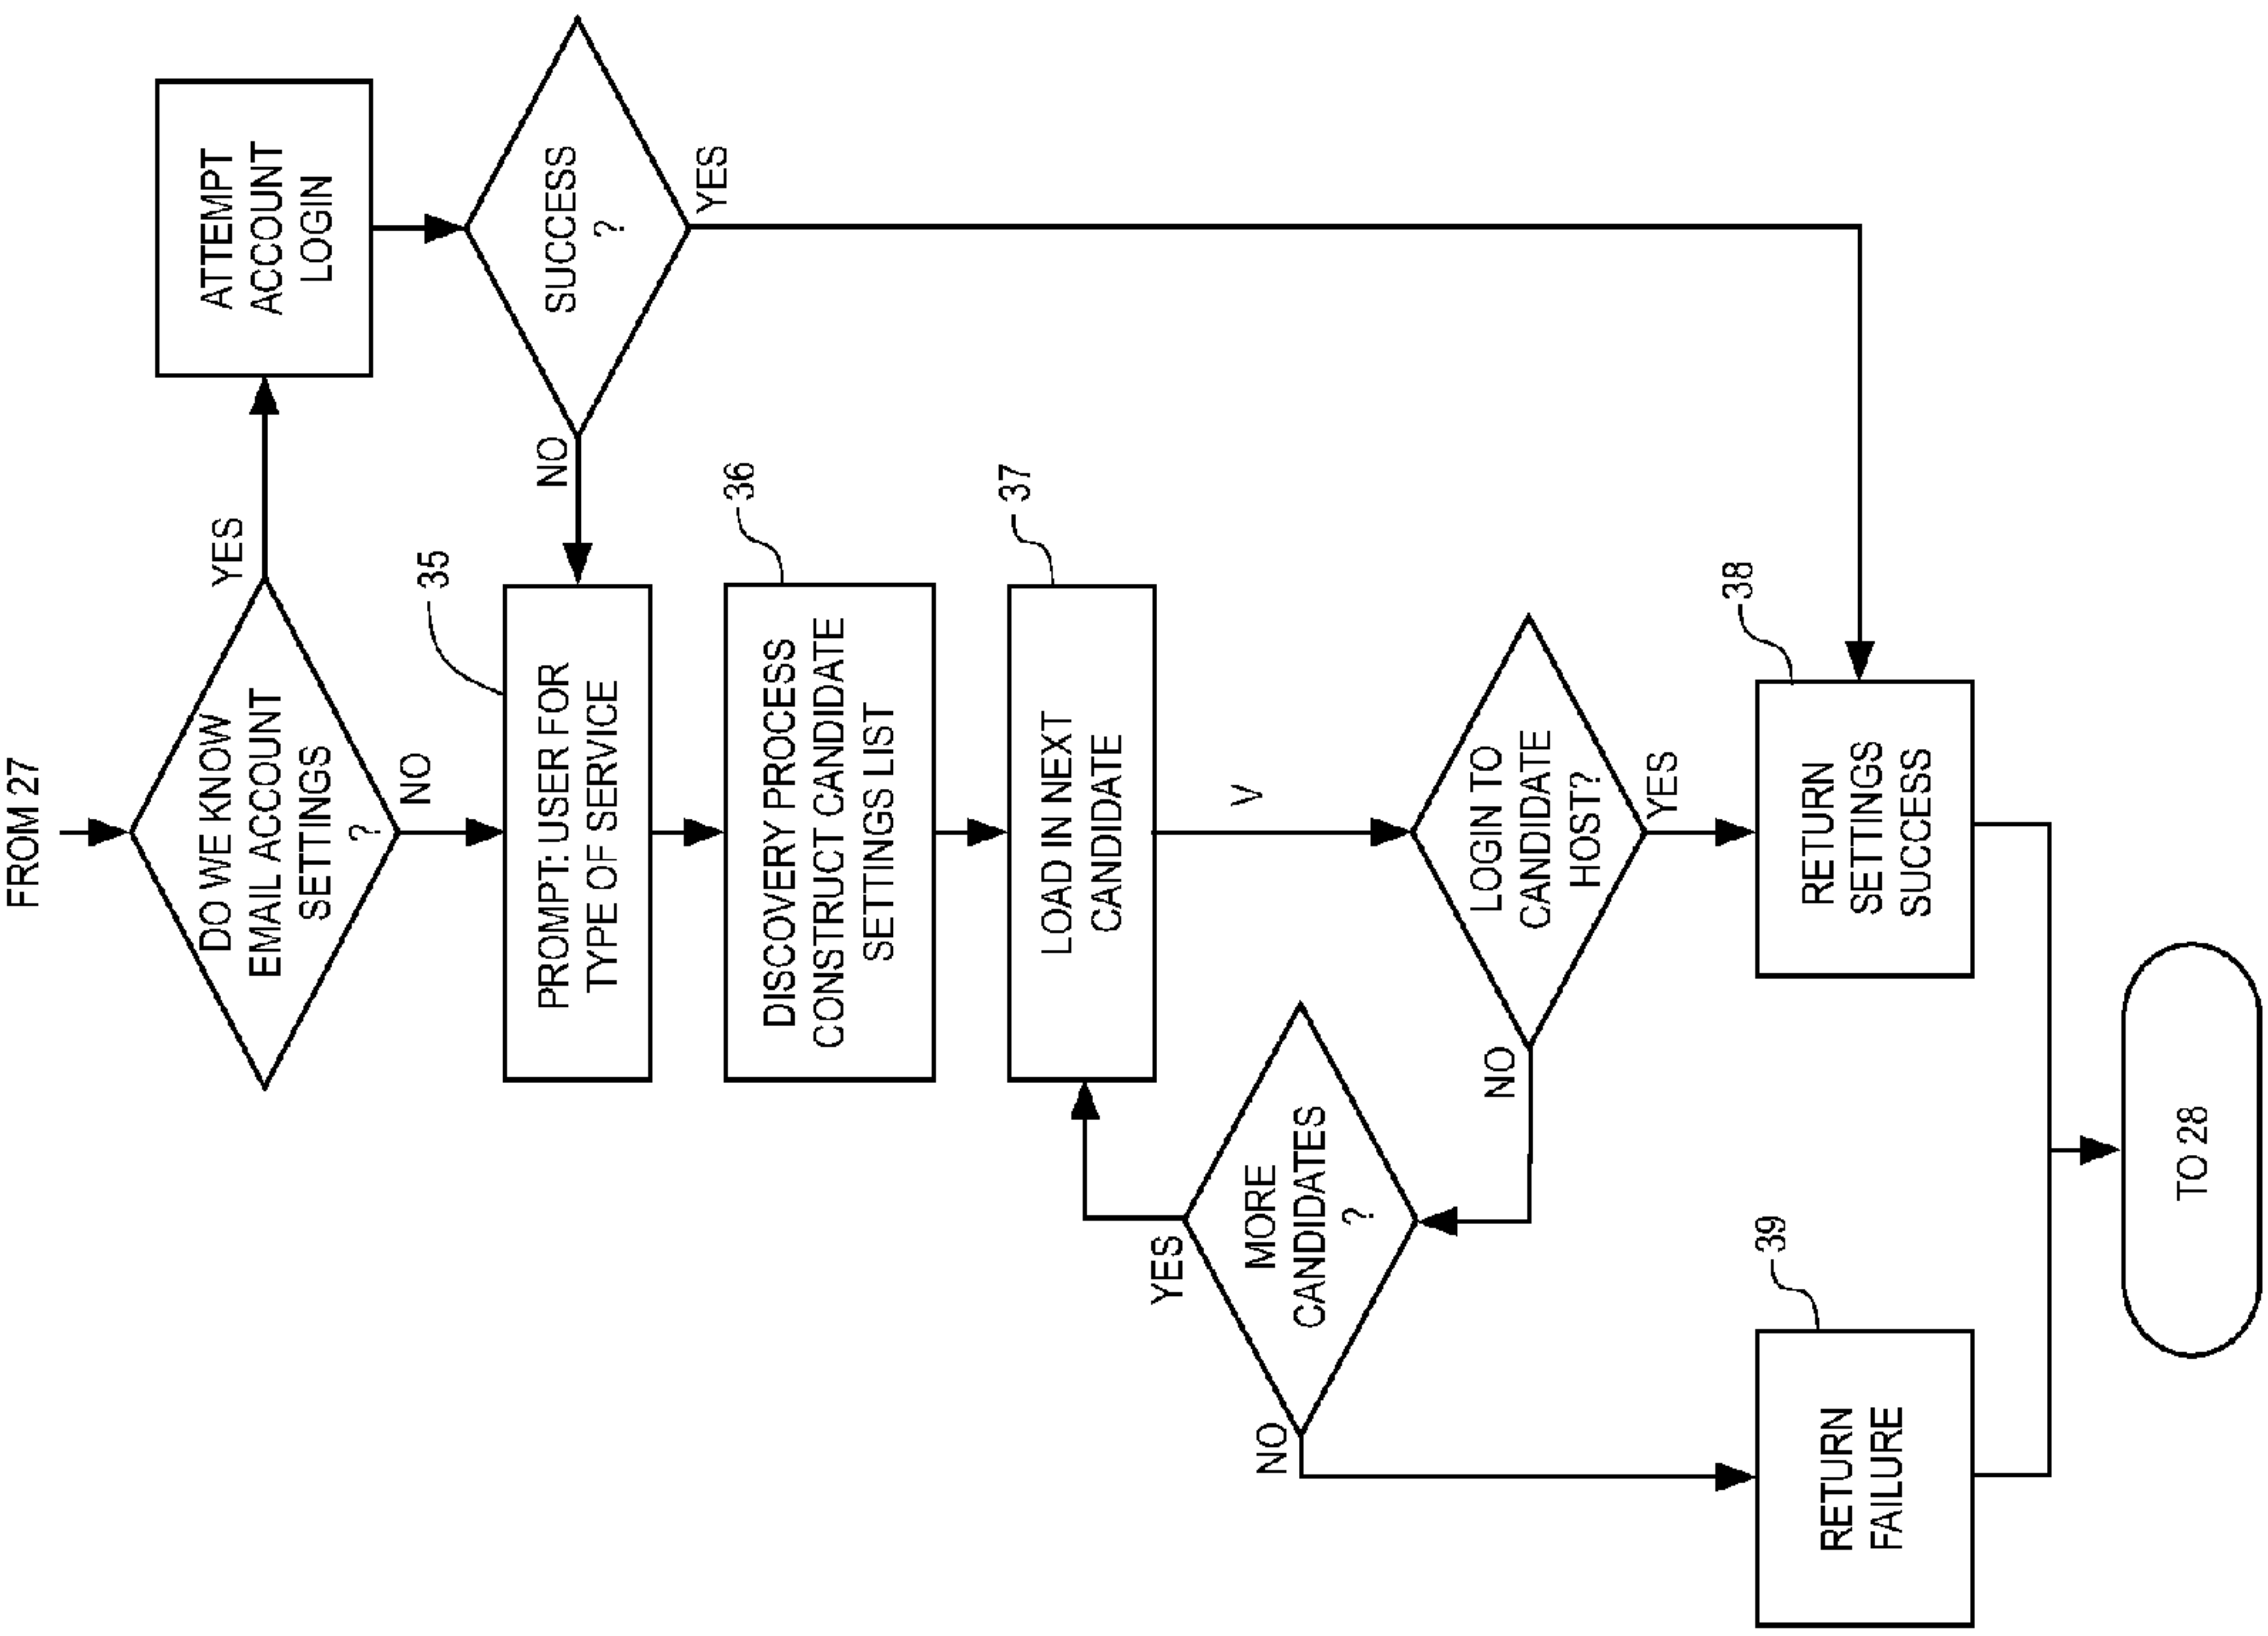 FROM 27
DO WE KNOW
EMAIL ACCOUNT
SETTINGS
?
YES
NO
ATTEMPT
ACCOUNT
LOGIN
SUCCESS
?
NO
YES
35
PROMPT: USER FOR
TYPE OF SERVICE
36
DISCOVERY PROCESS
CONSTRUCT CANDIDATE
SETTINGS LIST
37
LOAD IN NEXT
CANDIDATE
V
LOGIN TO
CANDIDATE
HOST?
NO
YES
MORE
CANDIDATES
?
YES
NO
38
RETURN
SETTINGS
SUCCESS
39
RETURN
FAILURE
TO 28